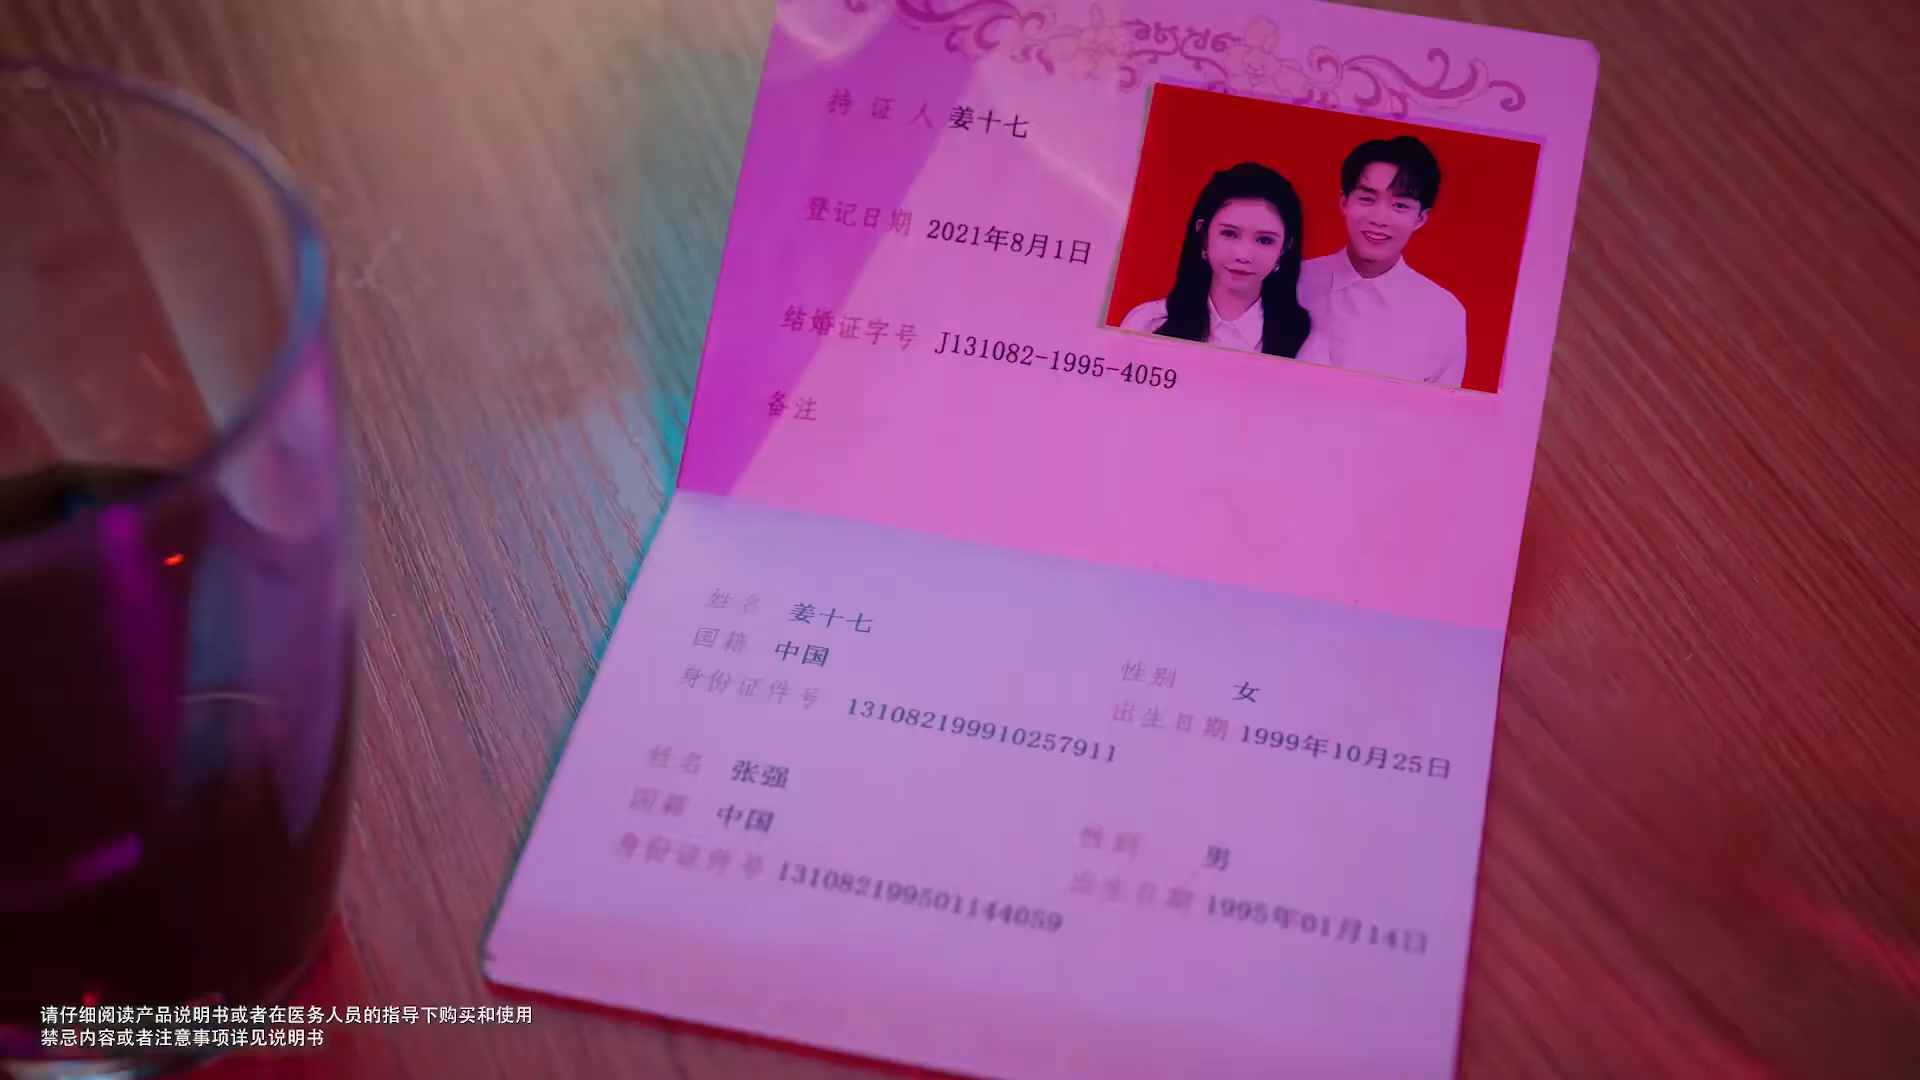 持证人 姜十七
登记日期 2021年8月1日
结婚证字号 J131082-1995-4059
备注
姓名 姜十七
国籍 中国 性别 女
身份证件号 131082199910257911 出生日期 1999年10月25日
姓名 张强
国籍 中国 性别 男
身份证件号 131082199501144059 出生日期 1995年01月14日
请仔细阅读产品说明书或者在医务人员的指导下购买和使用
禁忌内容或者注意事项详见说明书